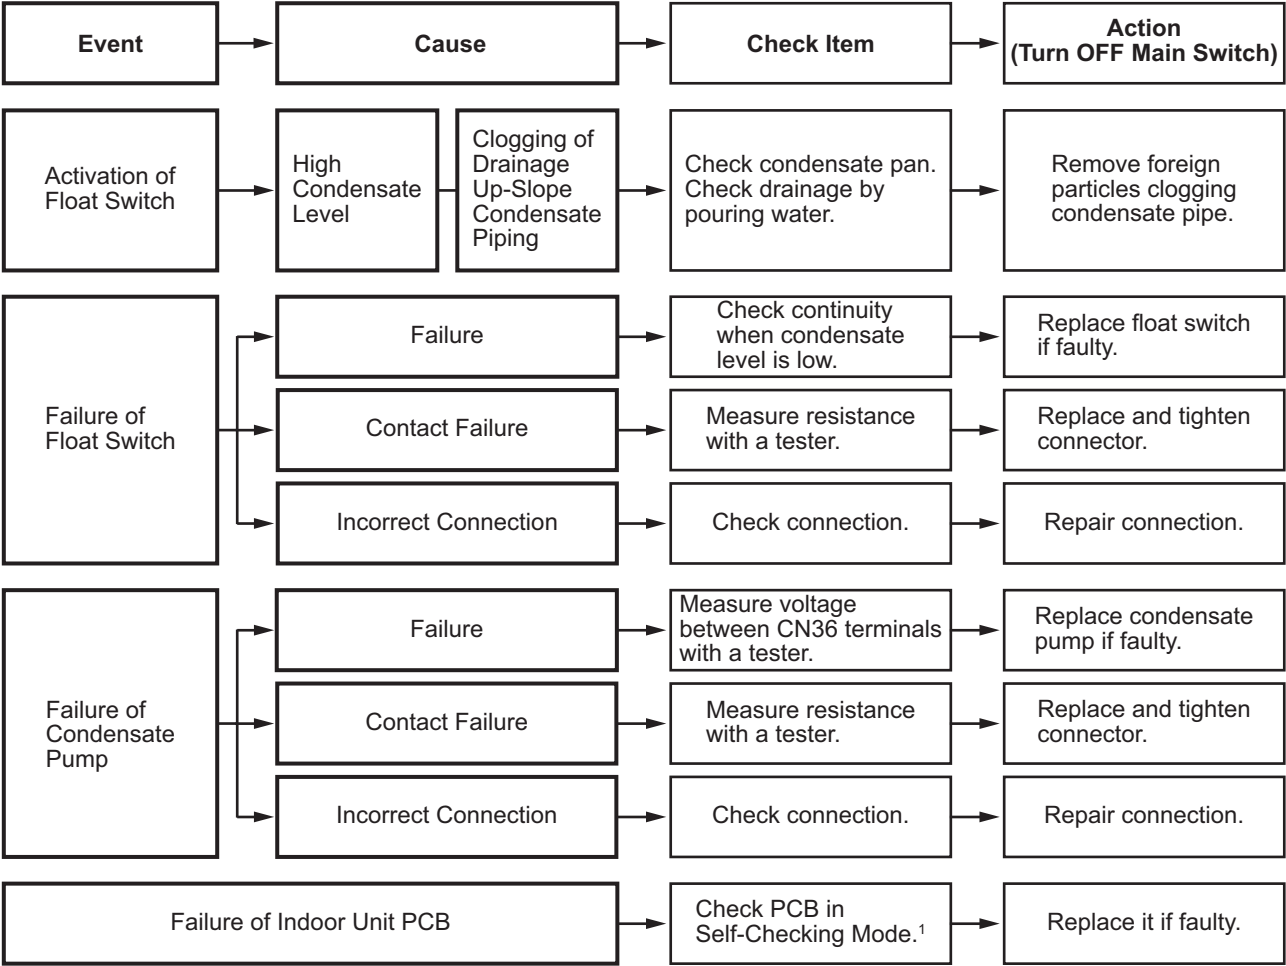 Event
Cause
Check Item
Action
(Turn OFF Main Switch)
Activation of
Float Switch
High
Condensate
Level
Clogging of
Drainage
Up-Slope
Condensate
Piping
Check condensate pan.
Check drainage by
pouring water.
Remove foreign
particles clogging
condensate pipe.
Failure of
Float Switch
Failure
Check continuity
when condensate
level is low.
Replace float switch
if faulty.
Contact Failure
Measure resistance
with a tester.
Replace and tighten
connector.
Incorrect Connection
Check connection.
Repair connection.
Failure of
Condensate
Pump
Failure
Measure voltage
between CN36 terminals
with a tester.
Replace condensate
pump if faulty.
Contact Failure
Measure resistance
with a tester.
Replace and tighten
connector.
Incorrect Connection
Check connection.
Repair connection.
Failure of Indoor Unit PCB
Check PCB in
Self-Checking Mode.¹
Replace it if faulty.